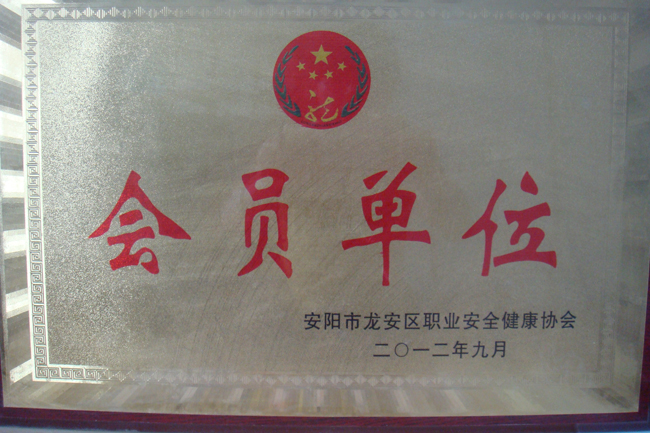 会员单位
安阳市龙安区职业安全健康协会
二〇一二年九月